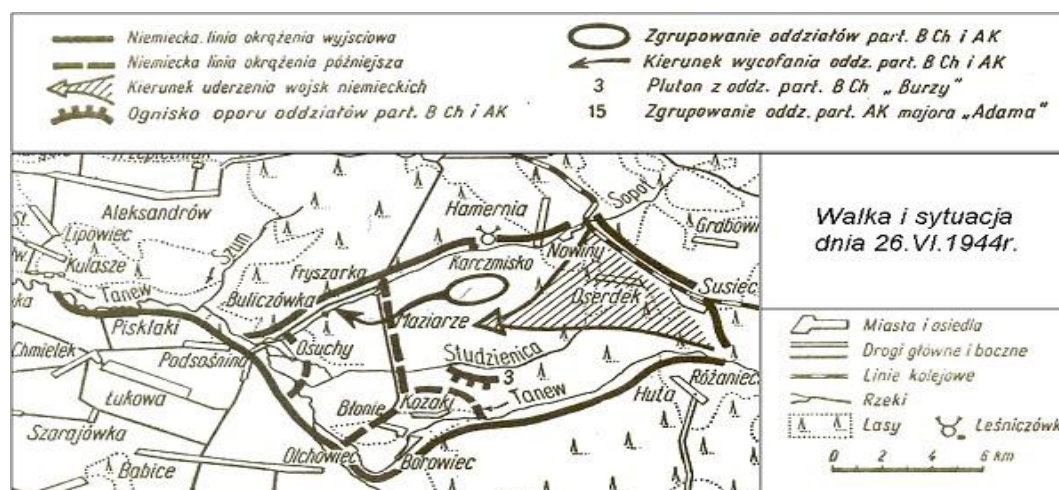 Niemiecka linia okrążenia wyjściowa
Niemiecka linia okrążenia późniejsza
Kierunek uderzenia wojsk niemieckich
Ognisko oporu oddziałów part. B Ch i AK
Zgrupowanie oddziałów part. B Ch i AK
Kierunek wycofania oddz. part. B Ch i AK
3 Pluton z oddz. part. B Ch „Burzy"
15 Zgrupowanie oddz. part. AK majora „Adama"
Aleksandrów
Hamernia
Sopot
Grabowi
St. Lipowiec
Kulasze
Szum
Fryszarka
Karczmisko
Nowiny
Oserdek
Susiec
Tanew
Buliczówka
Pisklaki
Maziarze
Osuchy
Chmielek
Podsośnina
Studzienica
3
Różaniec
Łukowa
Błonie
Kozaki
Tanew
Huta
Szarajówka
Olchowiec
Borowiec
Babice
Walka i sytuacja
dnia 26.VI.1944r.
Miasta i osiedla
Drogi główne i boczne
Linie kolejowe
Rzeki
Lasy Leśniczówk
0 2 4 6 km